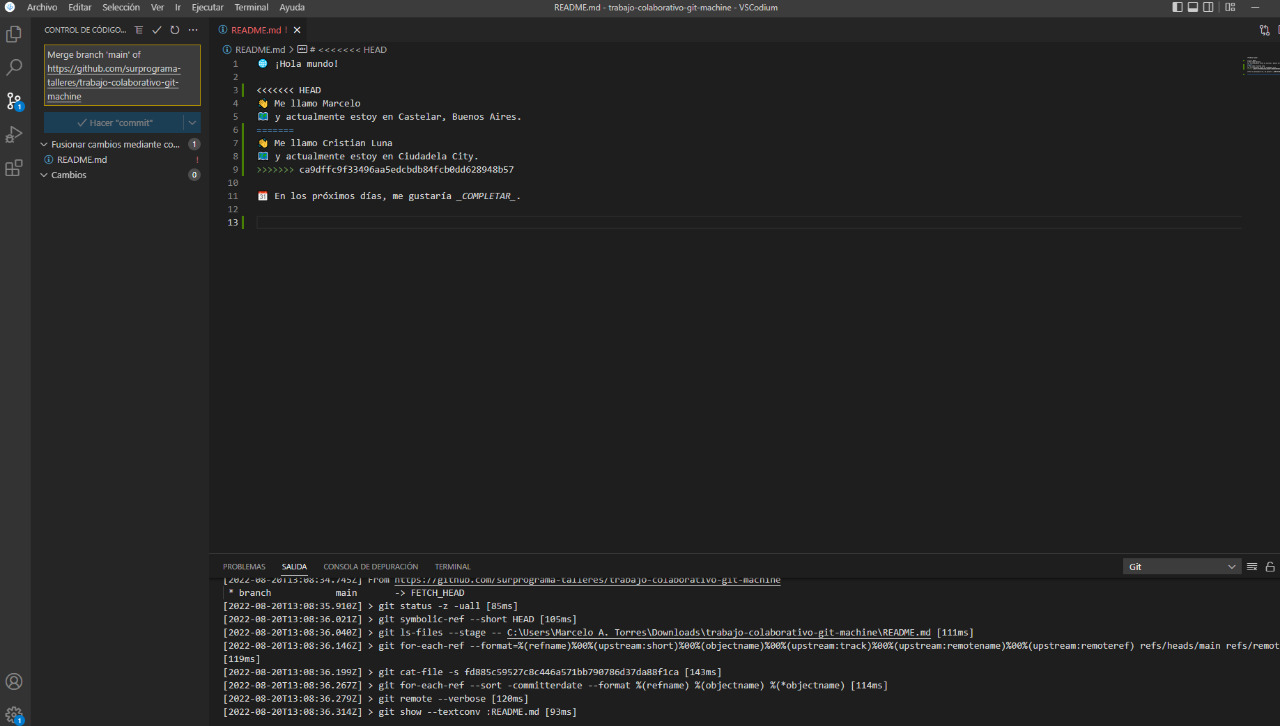 Archivo Editar Selección Ver Ir Ejecutar Terminal Ayuda
README.md - trabajo-colaborativo-git-machine - VSCodium
CONTROL DE CÓDIGO...
Merge branch 'main' of
https://github.com/surprograma-
talleres/trabajo-colaborativo-git-
machine
Hacer "commit"
Fusionar cambios mediante co... 1
README.md !
Cambios 0
1
1
README.md !
README.md > # <<<<<<< HEAD
1 🌐 ¡Hola mundo!
2
3 <<<<<<< HEAD
4 👋 Me llamo Marcelo
5 🗺️ y actualmente estoy en Castelar, Buenos Aires.
6 =======
7 👋 Me llamo Cristian Luna
8 🗺️ y actualmente estoy en Ciudadela City.
9 >>>>>>> ca9dffc9f33496aa5edcbdb84fcb0dd628948b57
10
11 📅 En los próximos días, me gustaría _COMPLETAR_.
12
13
PROBLEMAS SALIDA CONSOLA DE DEPURACIÓN TERMINAL
Git
[2022-08-20T13:08:34.745Z] From https://github.com/surprograma-talleres/trabajo-colaborativo-git-machine
* branch main -> FETCH_HEAD
[2022-08-20T13:08:35.910Z] > git status -z -uall [85ms]
[2022-08-20T13:08:36.021Z] > git symbolic-ref --short HEAD [105ms]
[2022-08-20T13:08:36.040Z] > git ls-files --stage -- C:\Users\Marcelo A. Torres\Downloads\trabajo-colaborativo-git-machine\README.md [111ms]
[2022-08-20T13:08:36.146Z] > git for-each-ref --format=%(refname)%00%(upstream:short)%00%(objectname)%00%(upstream:track)%00%(upstream:remotename)%00%(upstream:remoteref) refs/heads/main refs/remot
[119ms]
[2022-08-20T13:08:36.199Z] > git cat-file -s fd885c59527c8c446a571bb790786d37da88f1ca [143ms]
[2022-08-20T13:08:36.267Z] > git for-each-ref --sort -committerdate --format %(refname) %(objectname) %(*objectname) [114ms]
[2022-08-20T13:08:36.279Z] > git remote --verbose [120ms]
[2022-08-20T13:08:36.314Z] > git show --textconv :README.md [93ms]